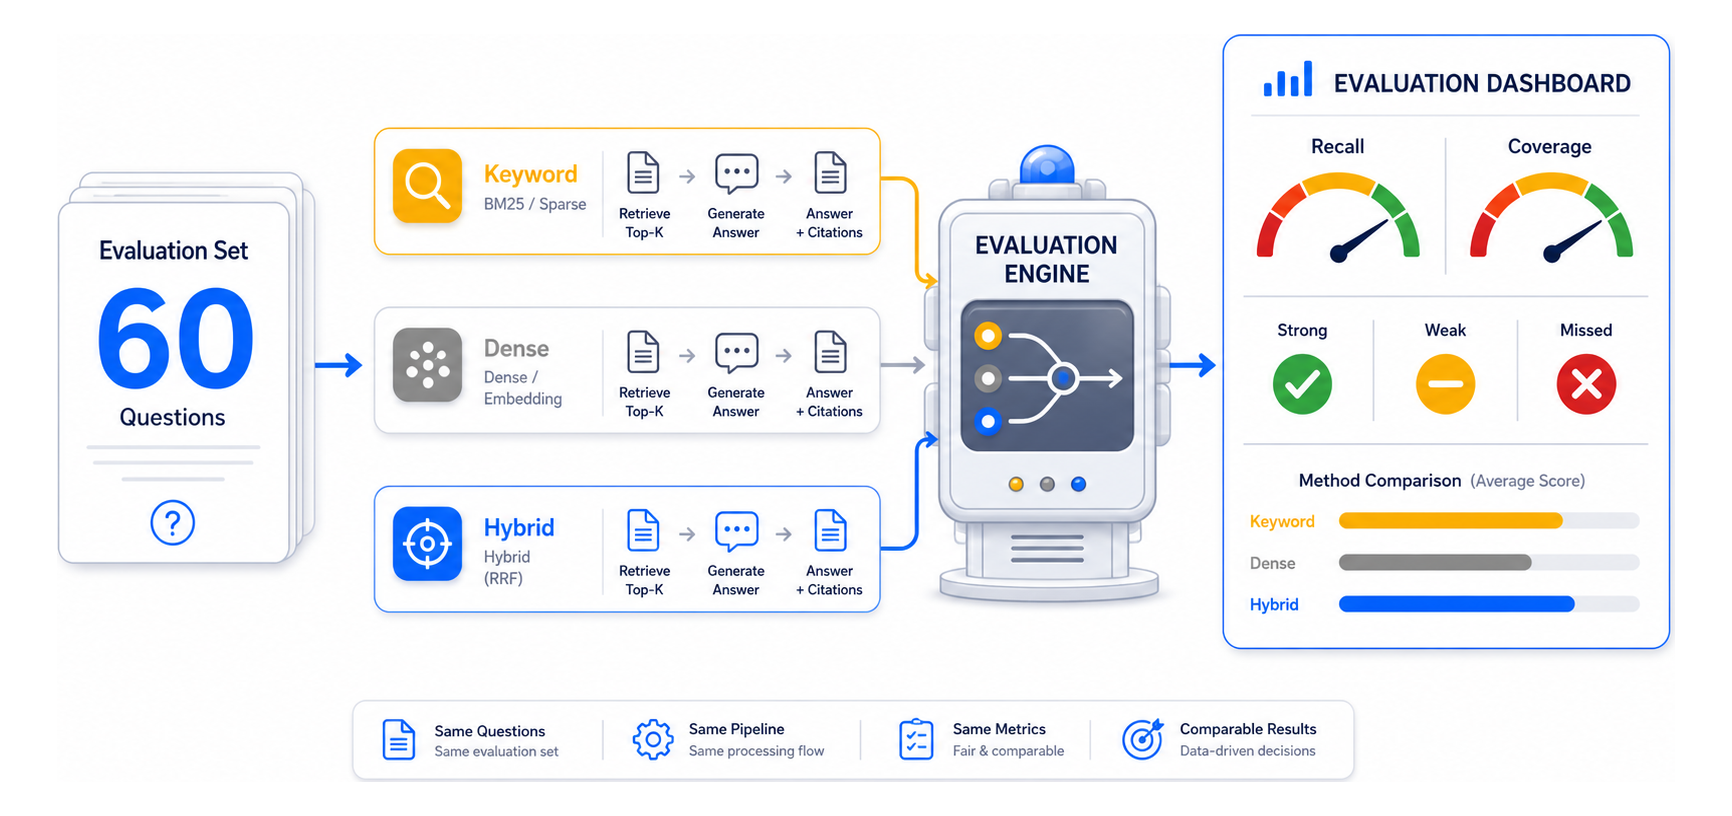 Evaluation Set
60
Questions
?
Keyword
BM25 / Sparse
Retrieve
Top-K
Generate
Answer
Answer
+ Citations
Dense
Dense /
Embedding
Retrieve
Top-K
Generate
Answer
Answer
+ Citations
Hybrid
Hybrid
(RRF)
Retrieve
Top-K
Generate
Answer
Answer
+ Citations
EVALUATION
ENGINE
EVALUATION DASHBOARD
Recall
Coverage
Strong
Weak
Missed
Method Comparison (Average Score)
Keyword
Dense
Hybrid
Same Questions
Same evaluation set
Same Pipeline
Same processing flow
Same Metrics
Fair & comparable
Comparable Results
Data-driven decisions